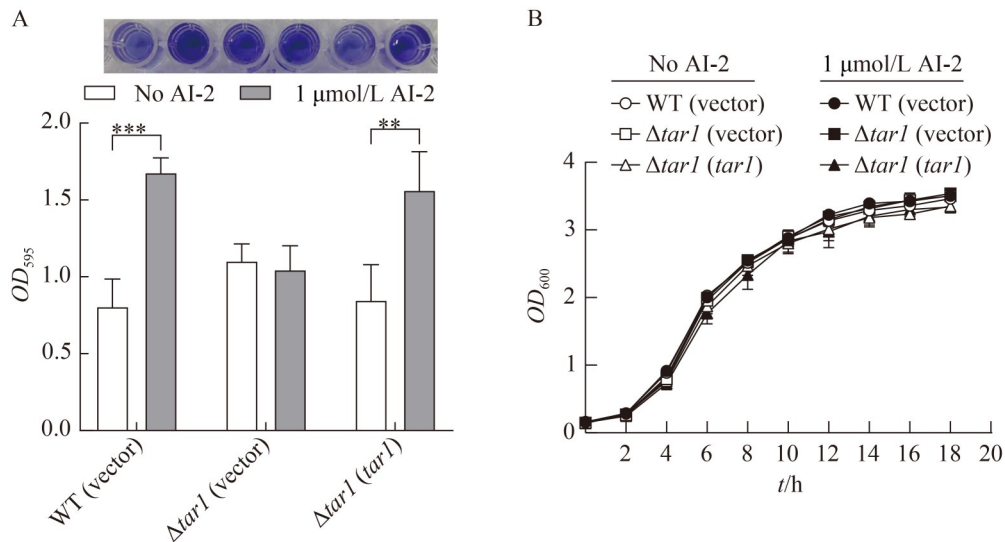 A
No AI-2 1 μmol/L AI-2
2.0
*** **
1.5
1.0
0.5
0.0
OD595
WT (vector)
Δtar1 (vector)
Δtar1 (tar1)
B
No AI-2 1 μmol/L AI-2
WT (vector) WT (vector)
Δtar1 (vector) Δtar1 (vector)
Δtar1 (tar1) Δtar1 (tar1)
4
3
2
1
0
OD600
2 4 6 8 10 12 14 16 18 20
t/h